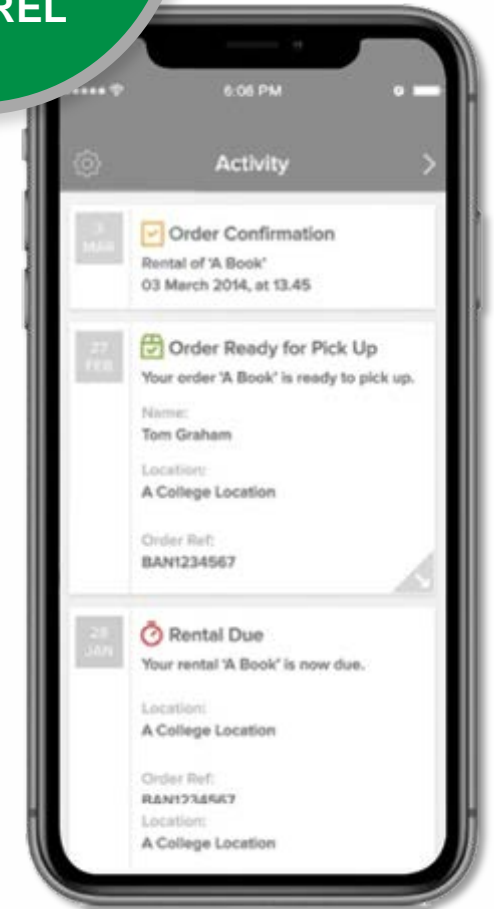 REL
6:08 PM
Activity
3
MAR
Order Confirmation
Rental of 'A Book'
03 March 2014, at 13.45
27
FEB
Order Ready for Pick Up
Your order 'A Book' is ready to pick up.
Name:
Tom Graham
Location:
A College Location
Order Ref:
BAN1234567
28
JAN
Rental Due
Your rental 'A Book' is now due.
Location:
A College Location
Order Ref:
BAN1234567
Location:
A College Location